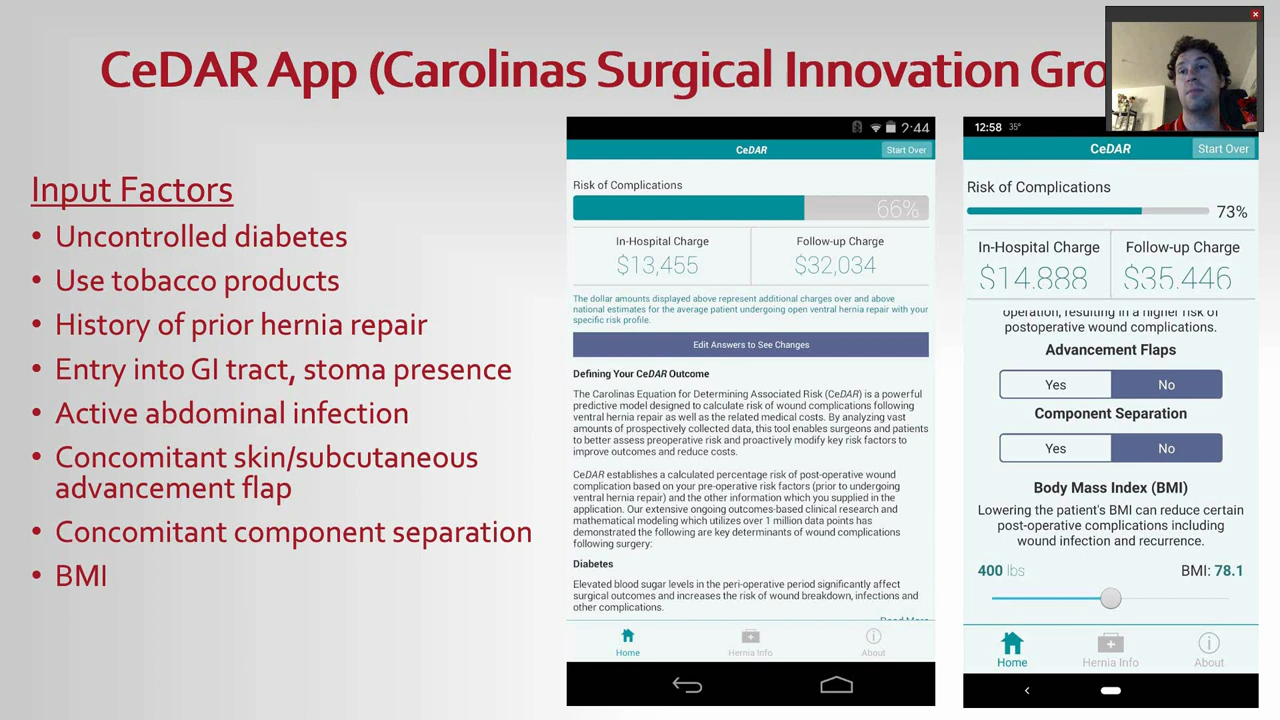 CeDAR App (Carolinas Surgical Innovation Gro
Input Factors
• Uncontrolled diabetes
• Use tobacco products
• History of prior hernia repair
• Entry into GI tract, stoma presence
• Active abdominal infection
• Concomitant skin/subcutaneous
advancement flap
• Concomitant component separation
• BMI
2:44
CeDAR
Start Over
Risk of Complications
66%
In-Hospital Charge
Follow-up Charge
$13,455
$32,034
The dollar amounts displayed above represent additional charges over and above
national estimates for the average patient undergoing open ventral hernia repair with your
specific risk profile.
Edit Answers to See Changes
Defining Your CeDAR Outcome
The Carolinas Equation for Determining Associated Risk (CeDAR) is a powerful
predictive model designed to calculate risk of wound complications following
ventral hernia repair as well as the related medical costs. By analyzing vast
amounts of prospectively collected data, this tool enables surgeons and patients
to better assess preoperative risk and proactively modify key risk factors to
improve outcomes and reduce costs.
CeDAR establishes a calculated percentage risk of post-operative wound
complication based on your pre-operative risk factors (prior to undergoing
ventral hernia repair) and the other information which you supplied in the
application. Our extensive ongoing outcomes-based clinical research and
mathematical modeling which utilizes over 1 million data points has
demonstrated the following are key determinants of wound complications
following surgery:
Diabetes
Elevated blood sugar levels in the peri-operative period significantly affect
surgical outcomes and increases the risk of wound breakdown, infections and
other complications.
Read More
Home
Hernia Info
About
12:58 35°
CeDAR
Start Over
Risk of Complications
73%
In-Hospital Charge
Follow-up Charge
$14,888
$35,446
operation, resulting in a higher risk of
postoperative wound complications.
Advancement Flaps
Yes
No
Component Separation
Yes
No
Body Mass Index (BMI)
Lowering the patient's BMI can reduce certain
post-operative complications including
wound infection and recurrence.
400 lbs
BMI: 78.1
Home
Hernia Info
About